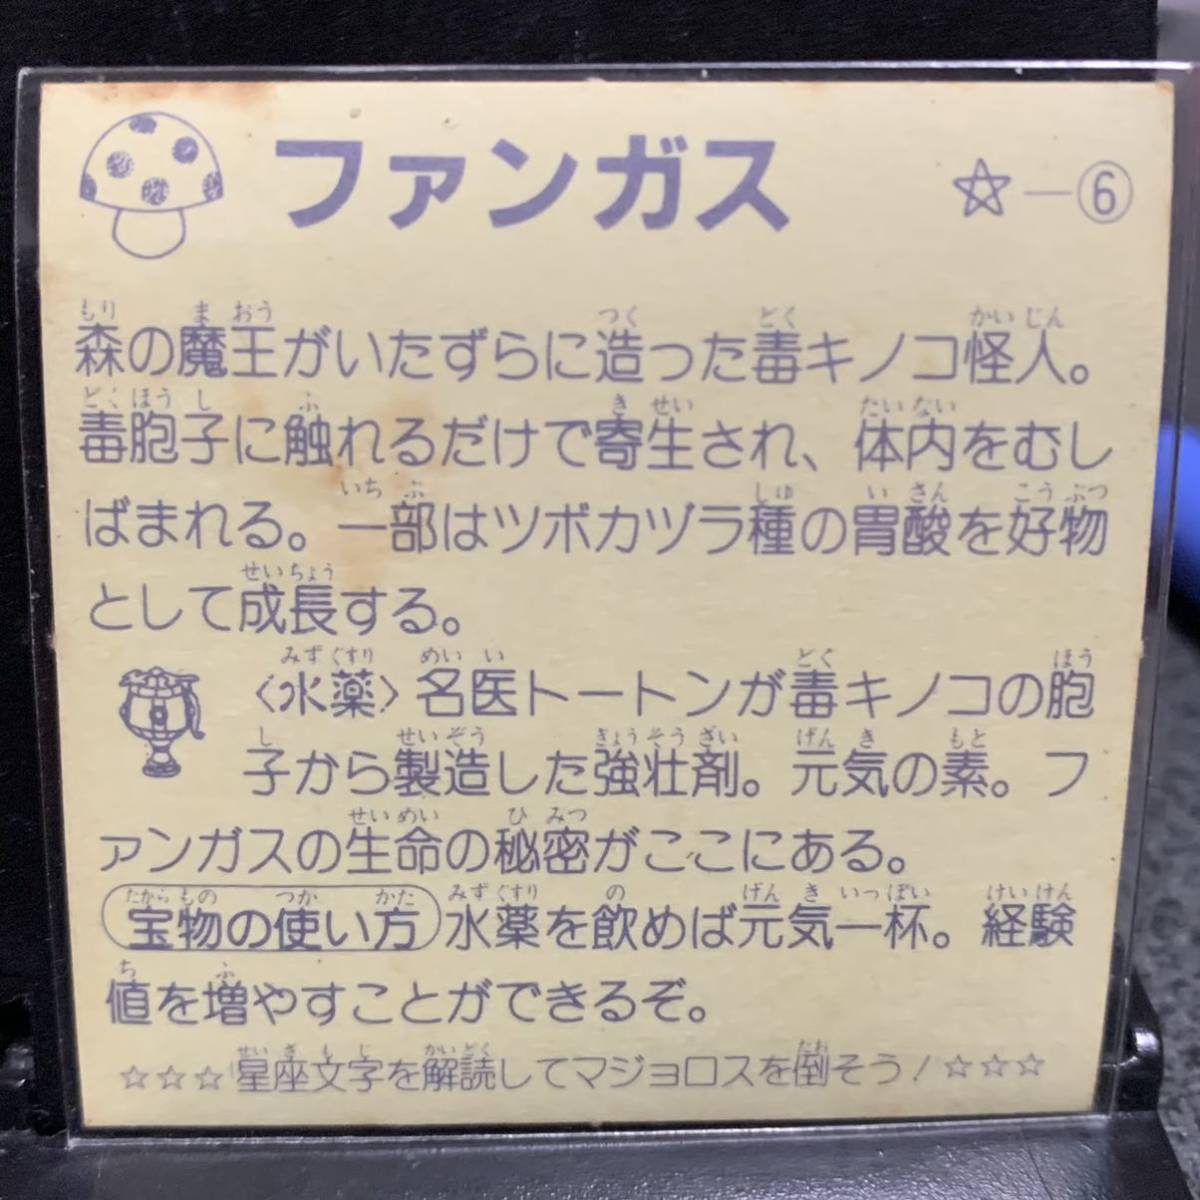 ファンガス ☆—⑥
森の魔王がいたずらに造った毒キノコ怪人。
毒胞子に触れるだけで寄生され、体内をむし
ばまれる。一部はツボカヅラ種の胃酸を好物
として成長する。
〈水薬〉名医トートンが毒キノコの胞
子から製造した強壮剤。元気の素。フ
ァンガスの生命の秘密がここにある。
宝物の使い方 水薬を飲めば元気一杯。経験
値を増やすことができるぞ。
☆☆☆星座文字を解読してマジョロスを倒そう!☆☆☆